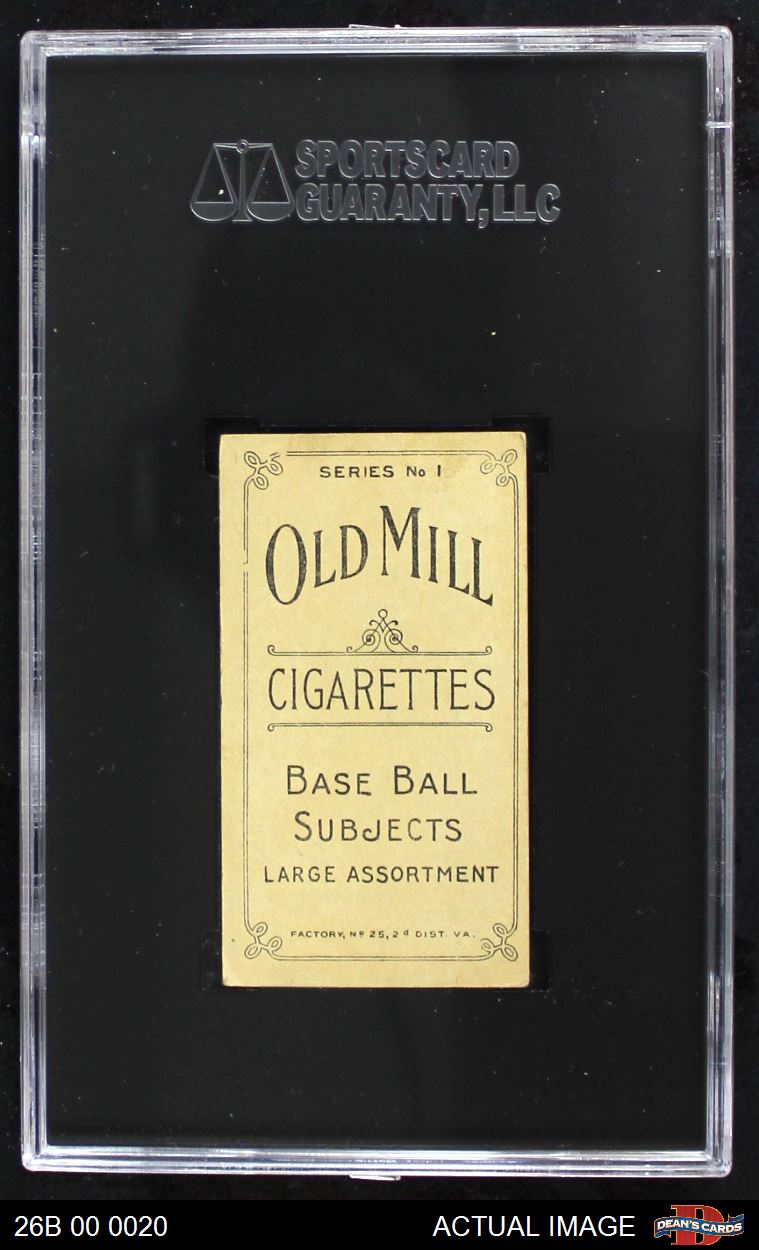 SPORTSCARD
GUARANTY, LLC
SERIES No 1
OLD MILL
CIGARETTES
BASE BALL
SUBJECTS
LARGE ASSORTMENT
FACTORY, Nº 25, 2d DIST. VA.
26B 00 0020
ACTUAL IMAGE
D
DEAN'S CARDS